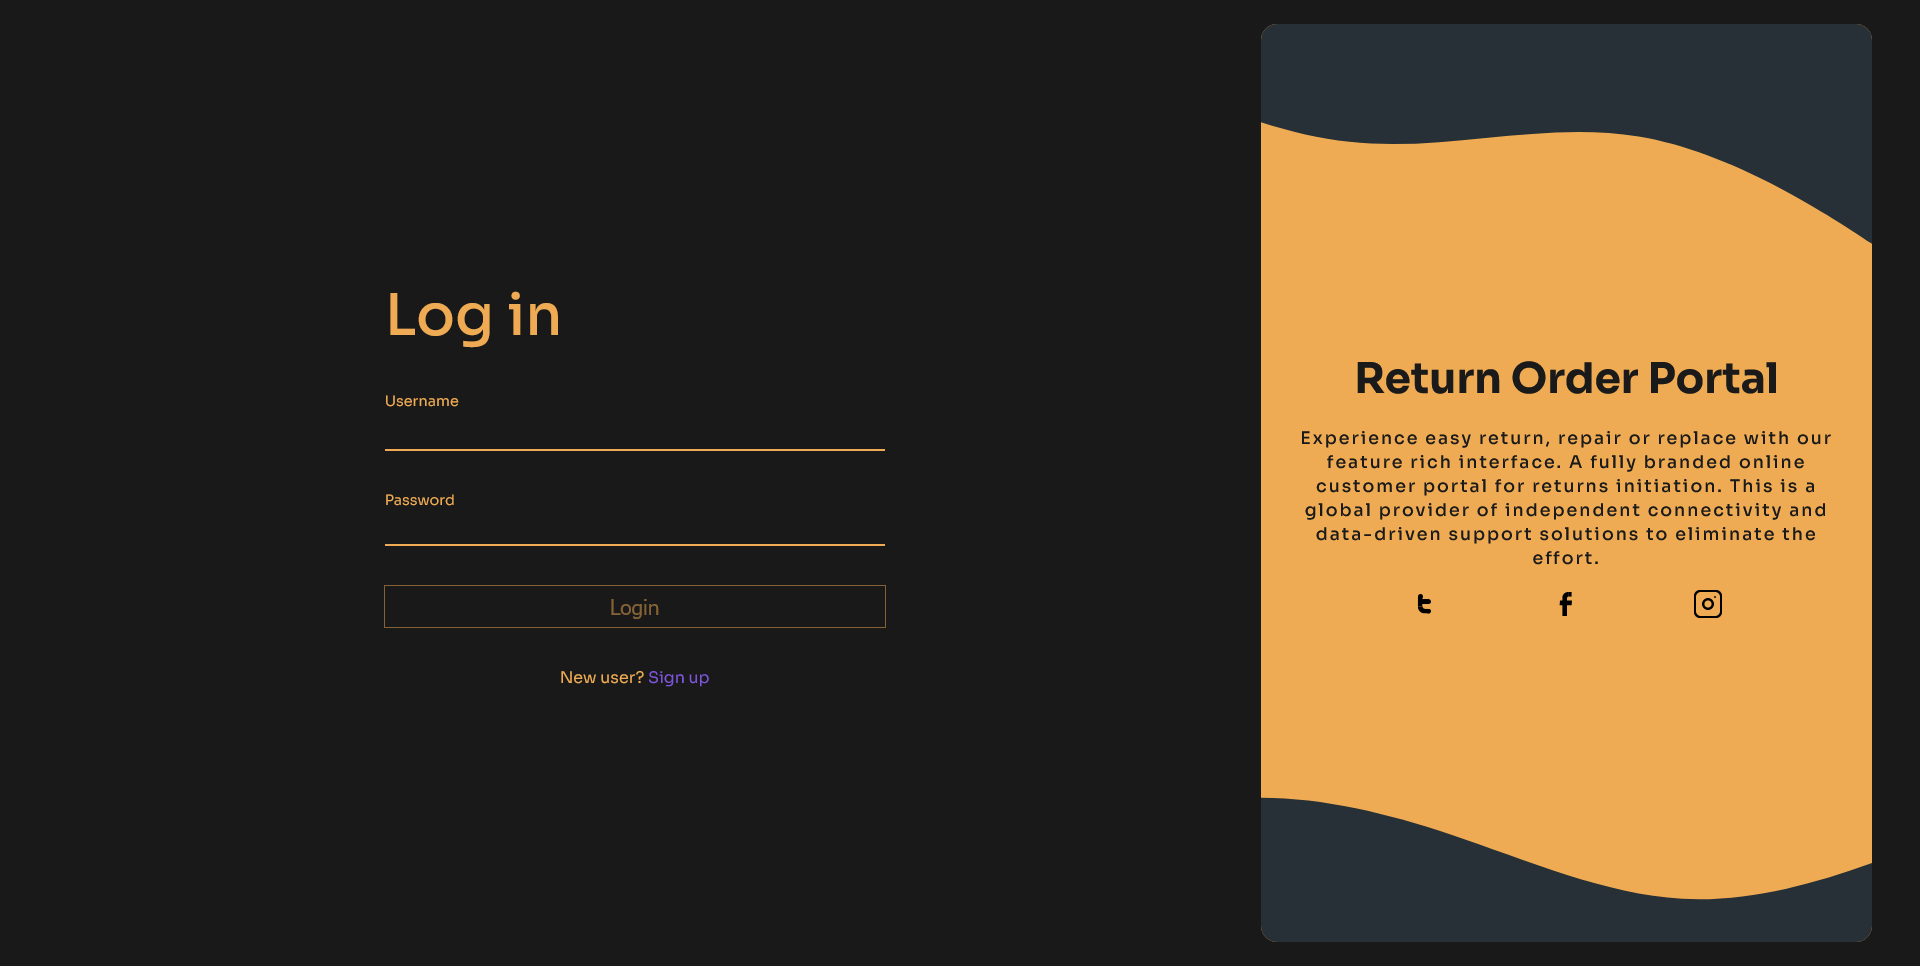 Log in
Username
Password
Login
New user? Sign up
Return Order Portal
Experience easy return, repair or replace with our
feature rich interface. A fully branded online
customer portal for returns initiation. This is a
global provider of independent connectivity and
data-driven support solutions to eliminate the
effort.